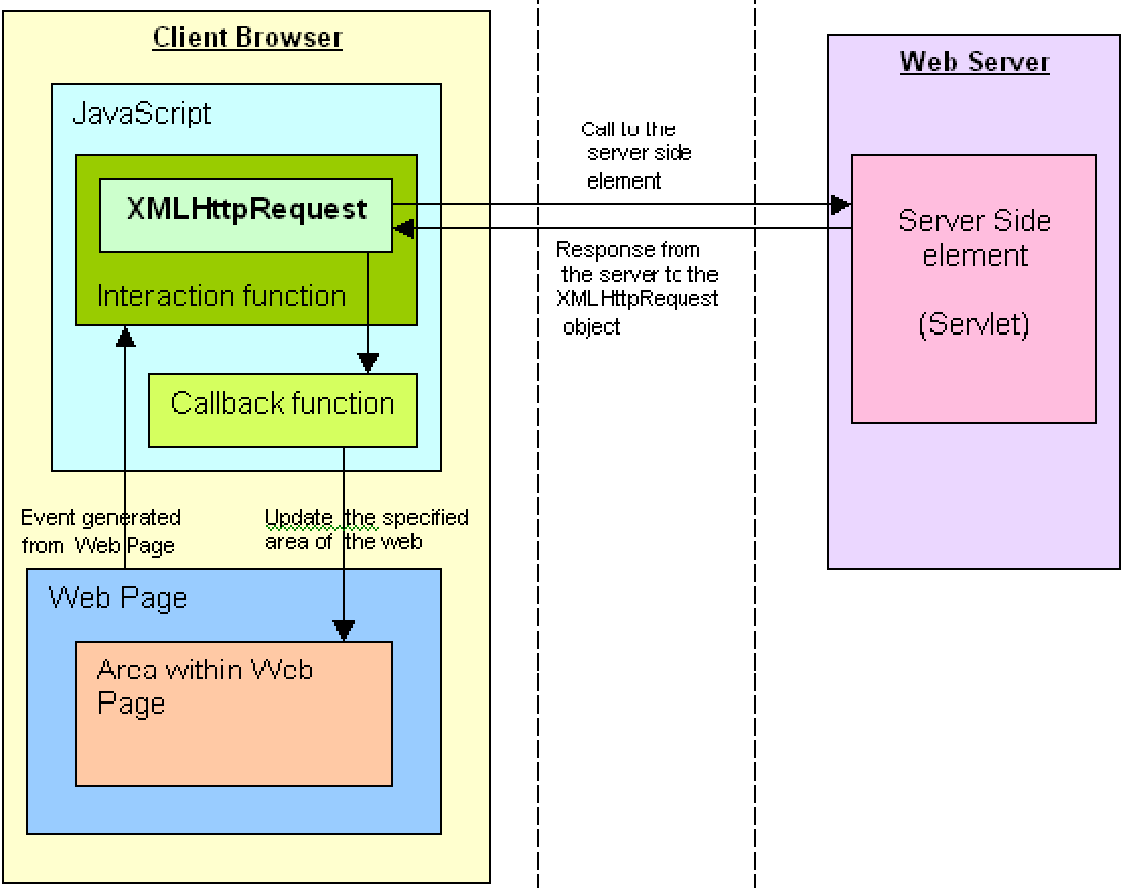 Client Browser
JavaScript
XMLHttpRequest
Interaction function
Callback function
Event generated
from Web Page
Update the specified
area of the web
Web Page
Area within Web
Page
Call to the
server side
element
Response from
the server to the
XMLHttpRequest
object
Web Server
Server Side
element
(Servlet)